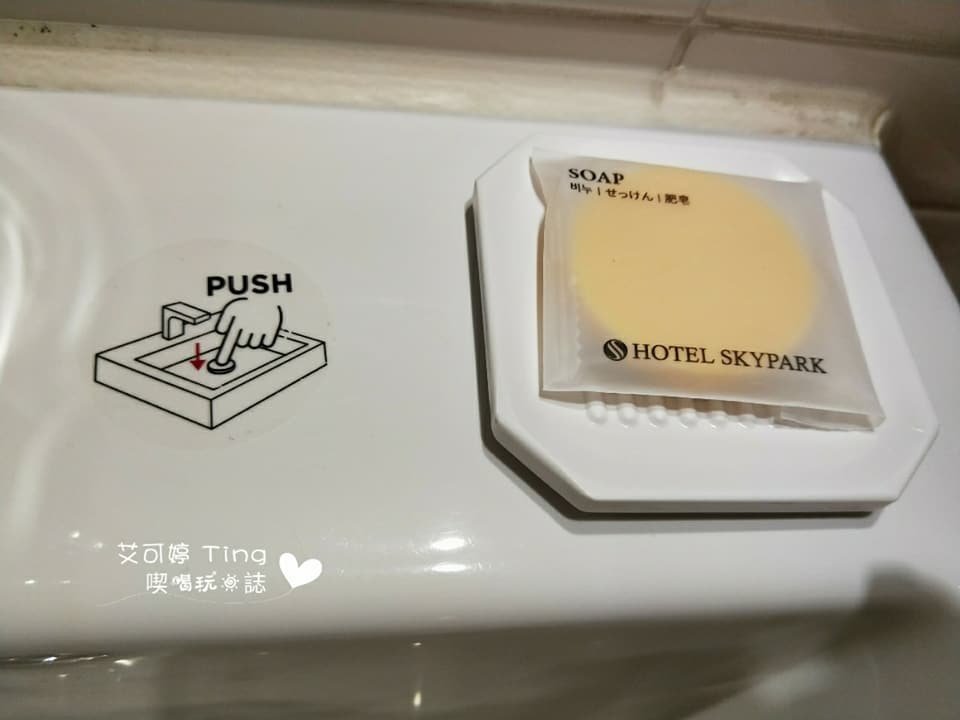 SOAP
비누 | せっけん | 肥皂
PUSH
HOTEL SKYPARK
艾可婷 Ting
喫喝玩樂誌